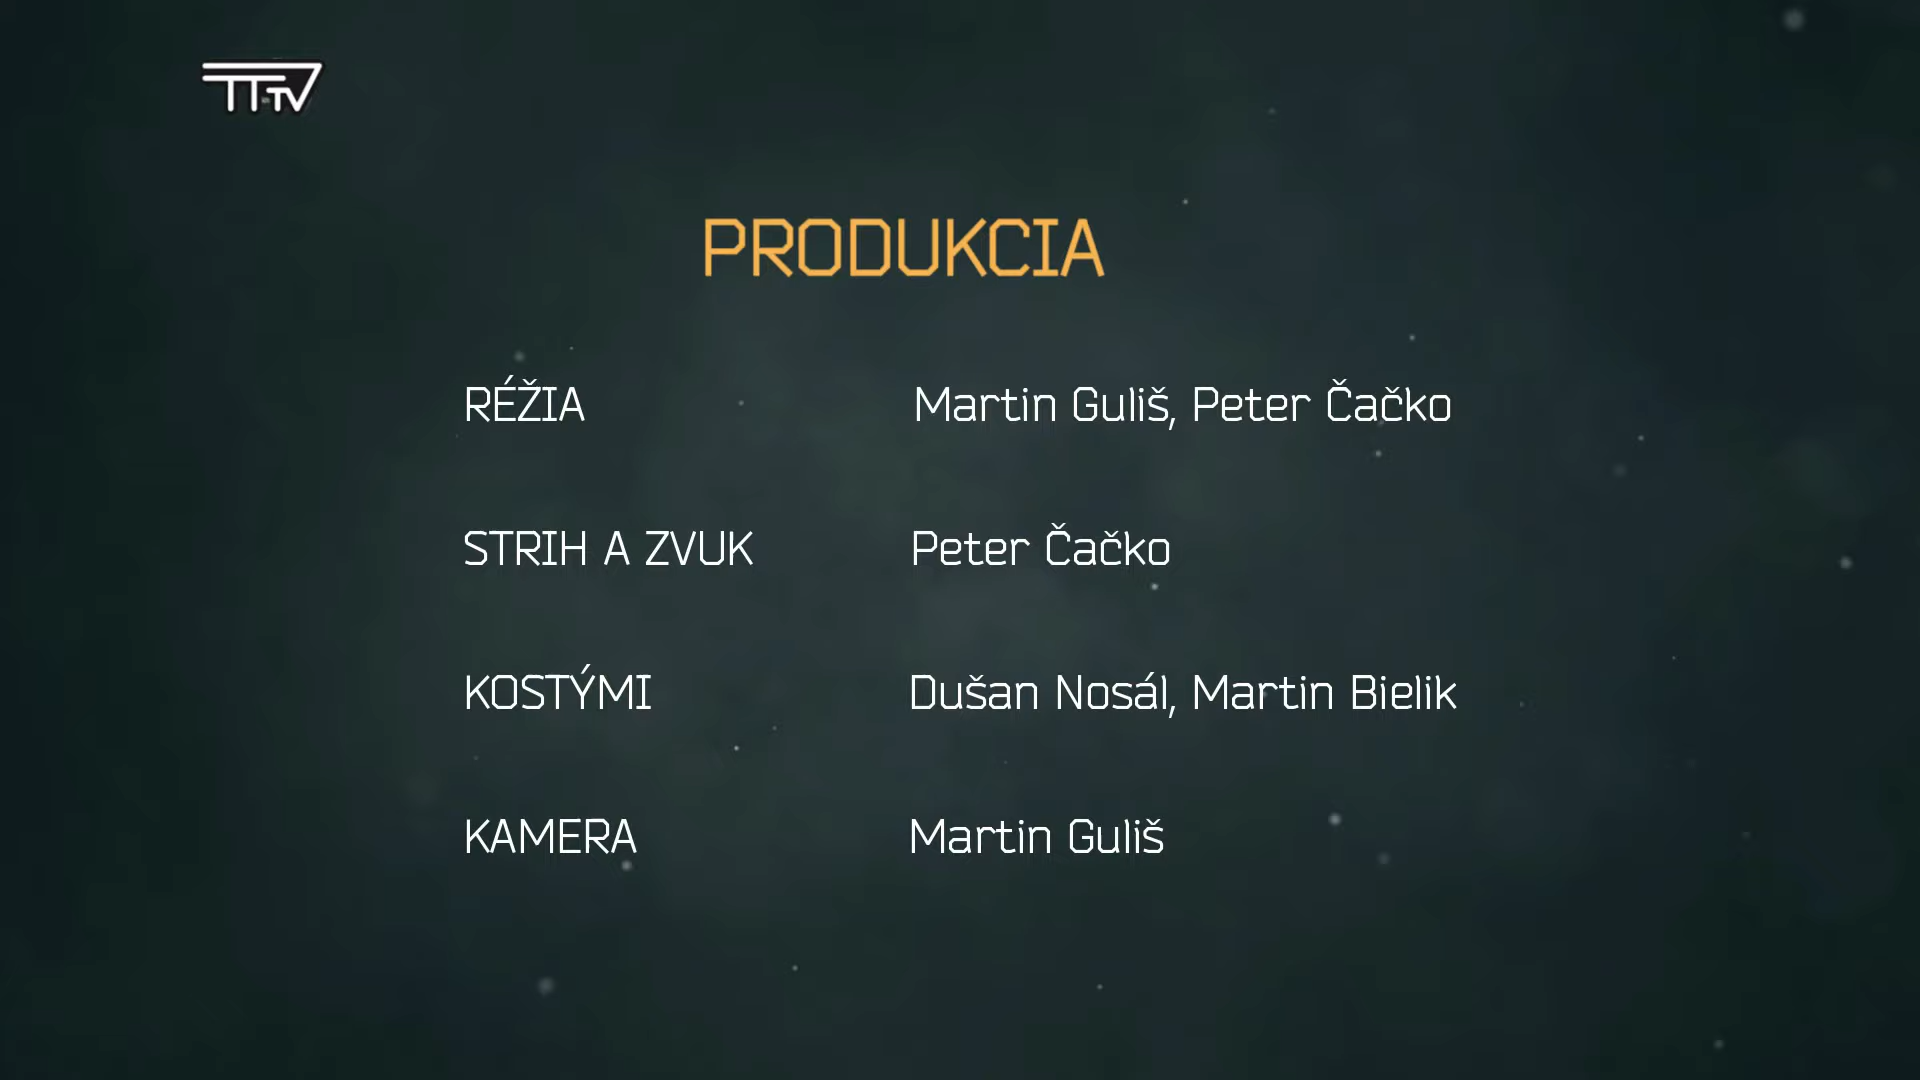 TTTV
PRODUKCIA
RÉŽIA Martin Guliš, Peter Čačko
STRIH A ZVUK Peter Čačko
KOSTÝMI Dušan Nosál, Martin Bielik
KAMERA Martin Guliš